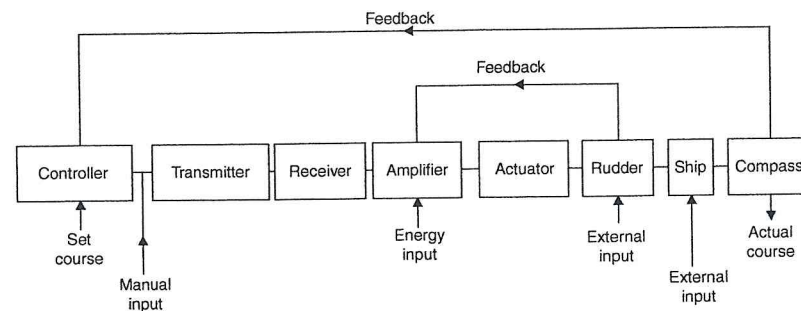 Feedback
Feedback
Controller
Transmitter
Receiver
Amplifier
Actuator
Rudder
Ship
Compass
Set
course
Manual
input
Energy
input
External
input
External
input
Actual
course